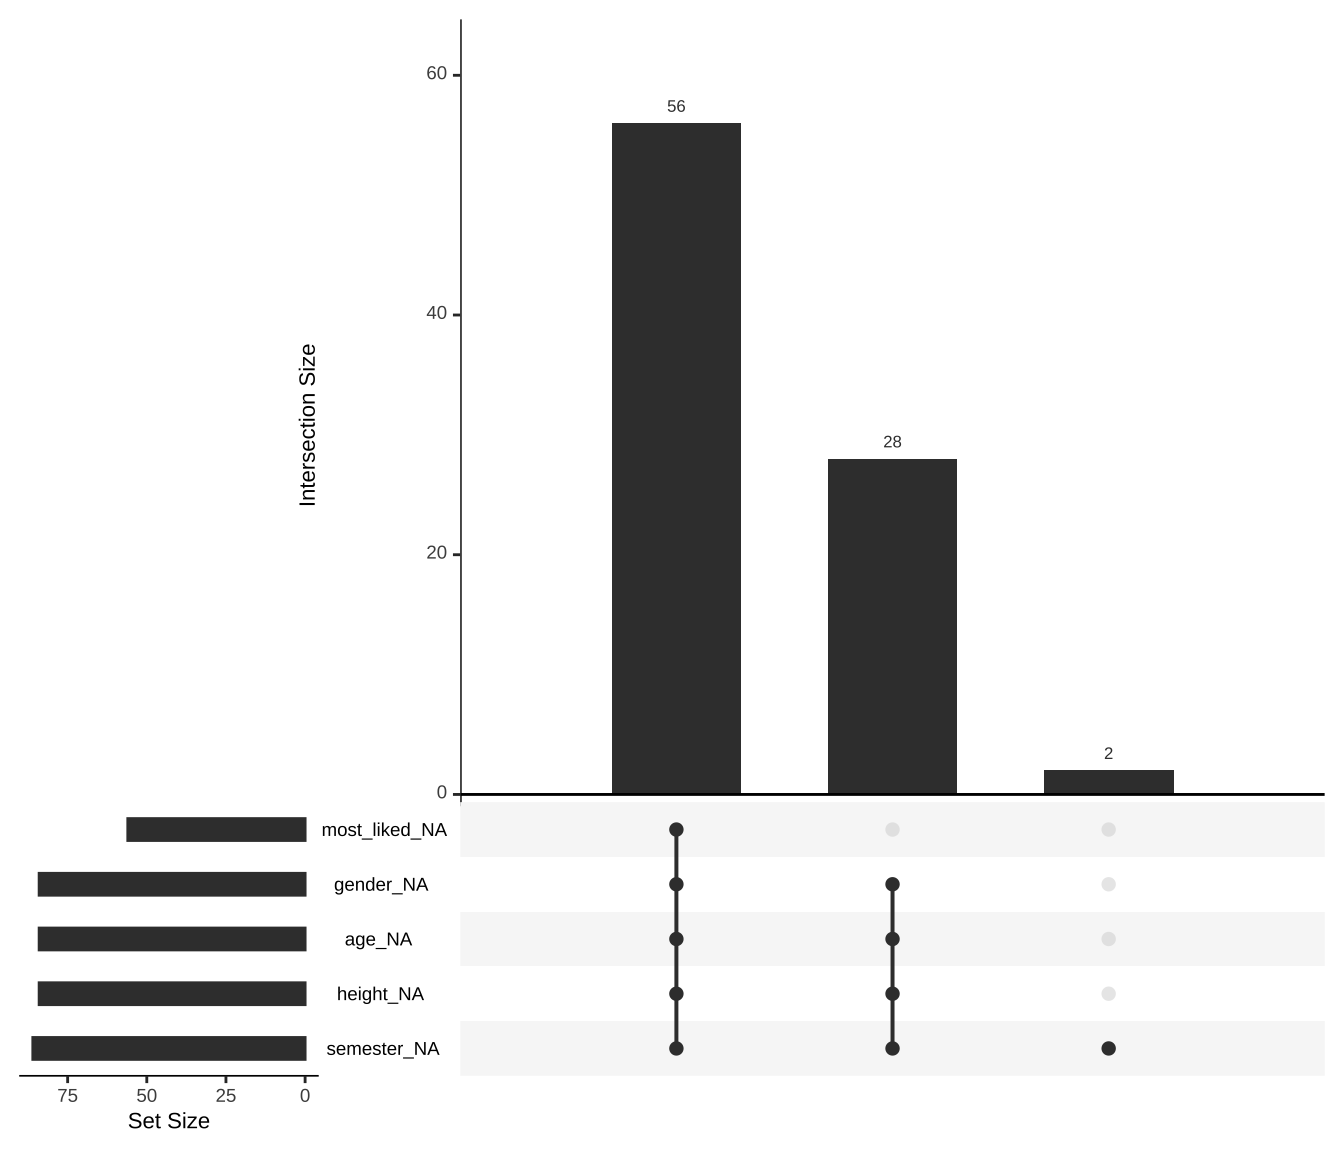 60
56
40
Intersection Size
28
20
2
0
most_liked_NA
gender_NA
age_NA
height_NA
semester_NA
75 50 25 0
Set Size